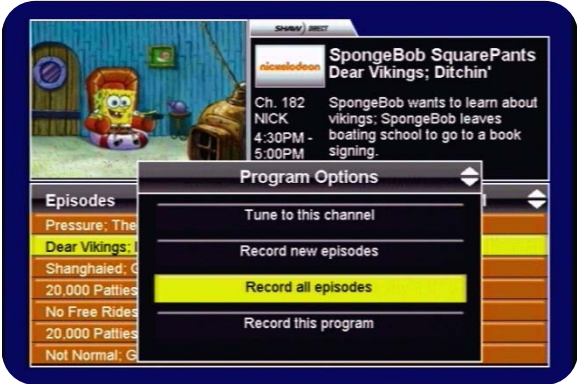 SHAW) DIRECT
nickelodeon
SpongeBob SquarePants
Dear Vikings; Ditchin'
Ch. 182
NICK
4:30PM -
5:00PM
SpongeBob wants to learn about
vikings; SpongeBob leaves
boating school to go to a book
signing.
Program Options
Tune to this channel
Record new episodes
Record all episodes
Record this program
Episodes
Pressure; The
Dear Vikings;
Shanghaied; G
20,000 Patties
No Free Rides
20,000 Patties
Not Normal; G